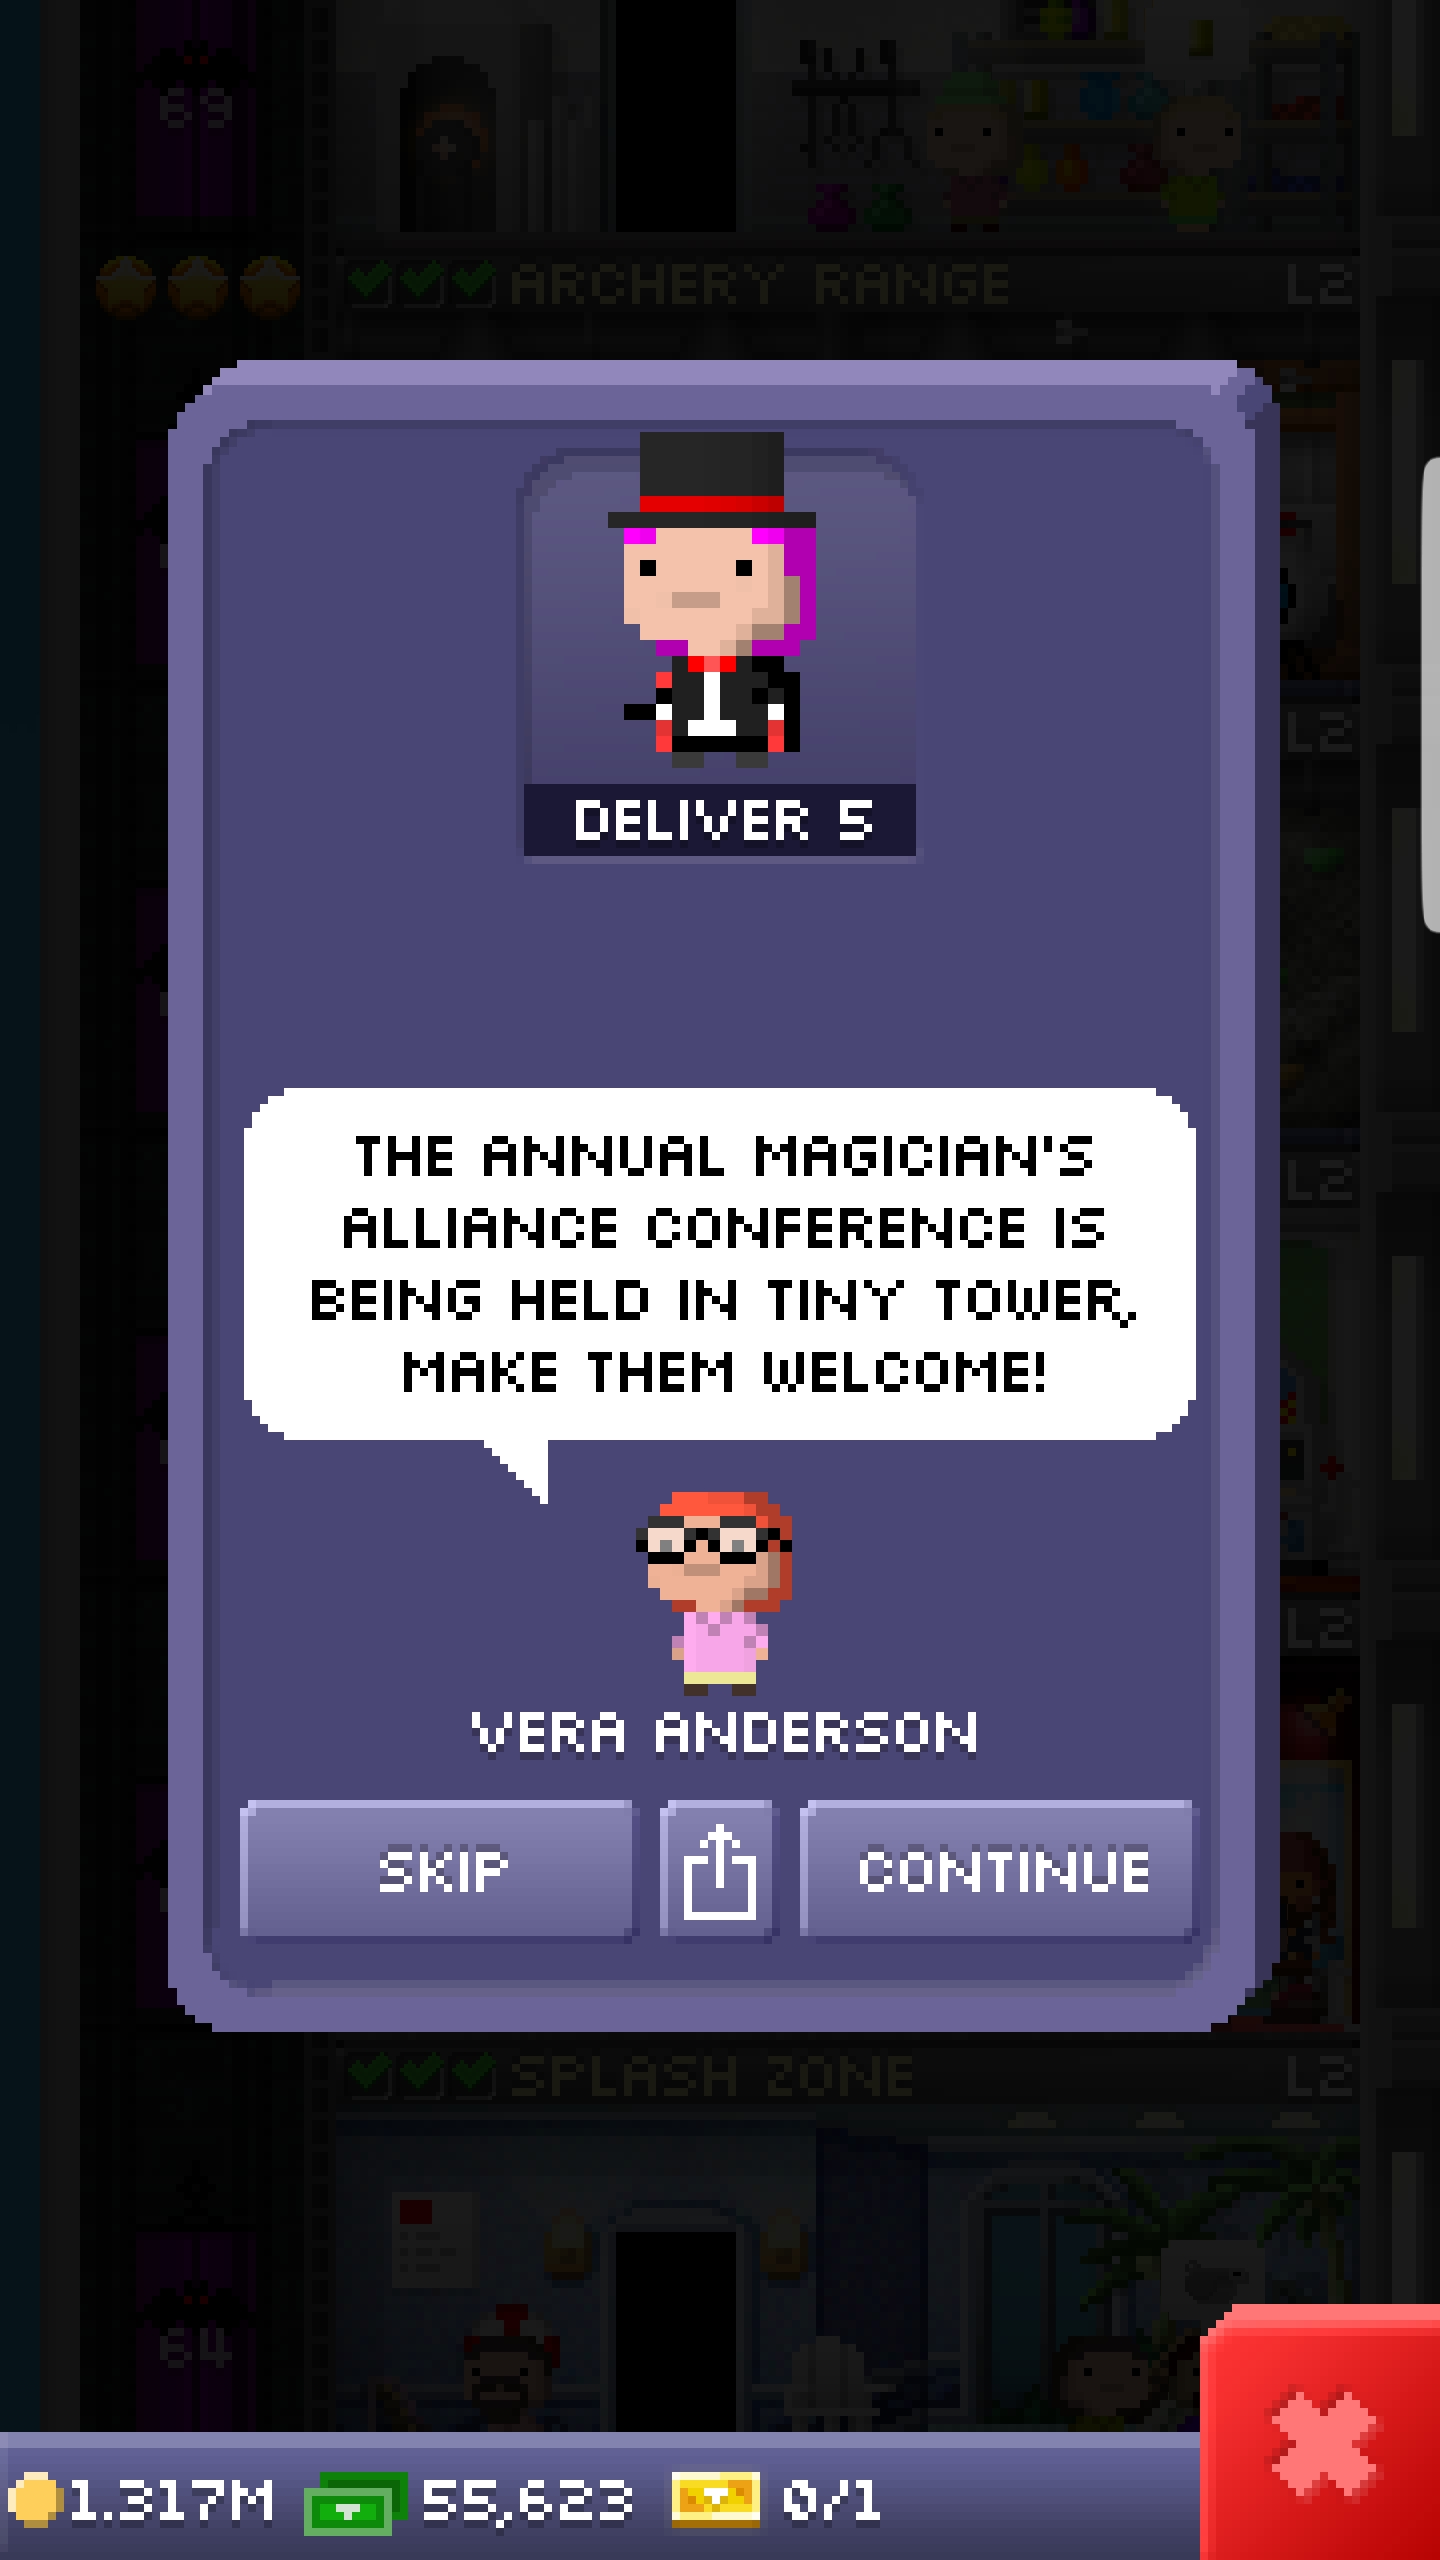 69
ARCHERY RANGE L2
L2
DELIVER 5
THE ANNUAL MAGICIAN'S
ALLIANCE CONFERENCE IS
L2
BEING HELD IN TINY TOWER,
MAKE THEM WELCOME!
L2
VERA ANDERSON
SKIP CONTINUE
SPLASH ZONE L2
64
1.317M 55,623 0/1